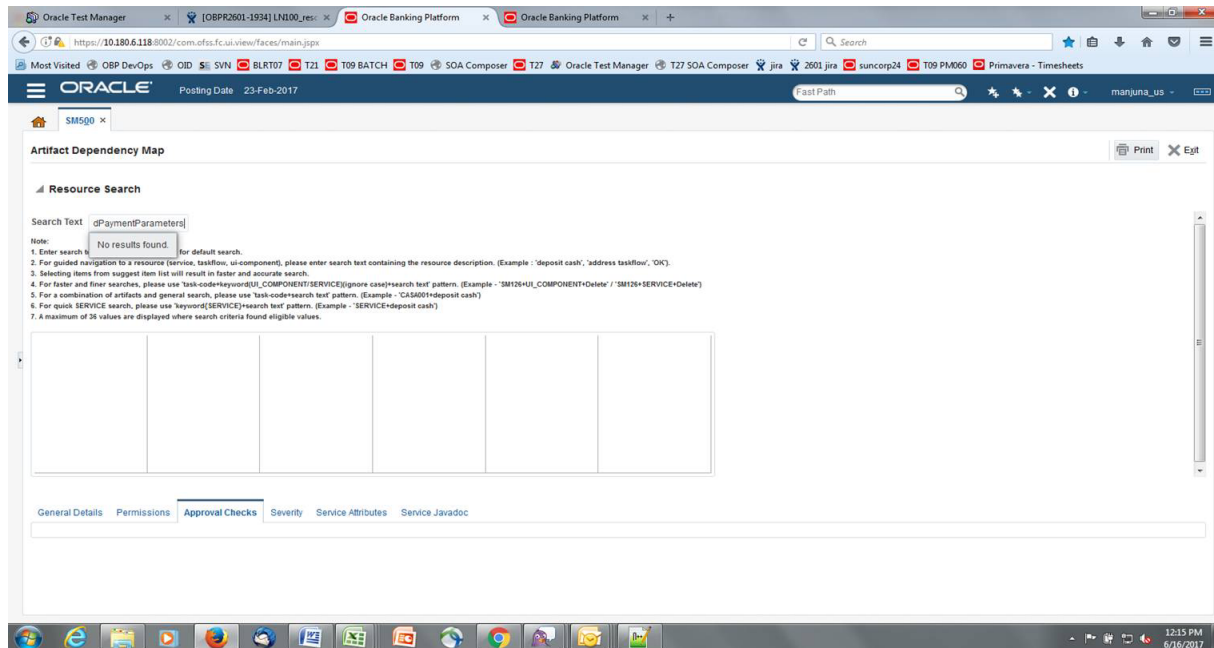 Oracle Test Manager × [OBPR2601-1934] LN100_resc × Oracle Banking Platform × Oracle Banking Platform × +
https://10.180.6.118:8002/com.ofss.fc.ui.view/faces/main.jspx Search
Most Visited OBP DevOps OID SVN BLRT07 T21 T09 BATCH T09 SOA Composer T27 Oracle Test Manager T27 SOA Composer jira 2601 jira suncorp24 T09 PM060 Primavera - Timesheets
ORACLE Posting Date 23-Feb-2017 Fast Path manjuna_us
SM500 ×
Artifact Dependency Map Print Exit
Resource Search
Search Text dPaymentParameters
No results found.
Note:
1. Enter search for default search.
2. For guided navigation to a resource (service, taskflow, ui-component), please enter search text containing the resource description. (Example : 'deposit cash', 'address taskflow', 'OK').
3. Selecting items from suggest item list will result in faster and accurate search.
4. For faster and finer searches, please use 'task-code+keyword(UI_COMPONENT/SERVICE)(ignore case)+search text' pattern. (Example - 'SM126+UI_COMPONENT+Delete' / 'SM126+SERVICE+Delete')
5. For a combination of artifacts and general search, please use 'task-code+search text' pattern. (Example - 'CASA001+deposit cash')
6. For quick SERVICE search, please use 'keyword(SERVICE)+search text' pattern. (Example - 'SERVICE+deposit cash')
7. A maximum of 36 values are displayed where search criteria found eligible values.
General Details Permissions Approval Checks Severity Service Attributes Service Javadoc
12:15 PM
6/16/2017